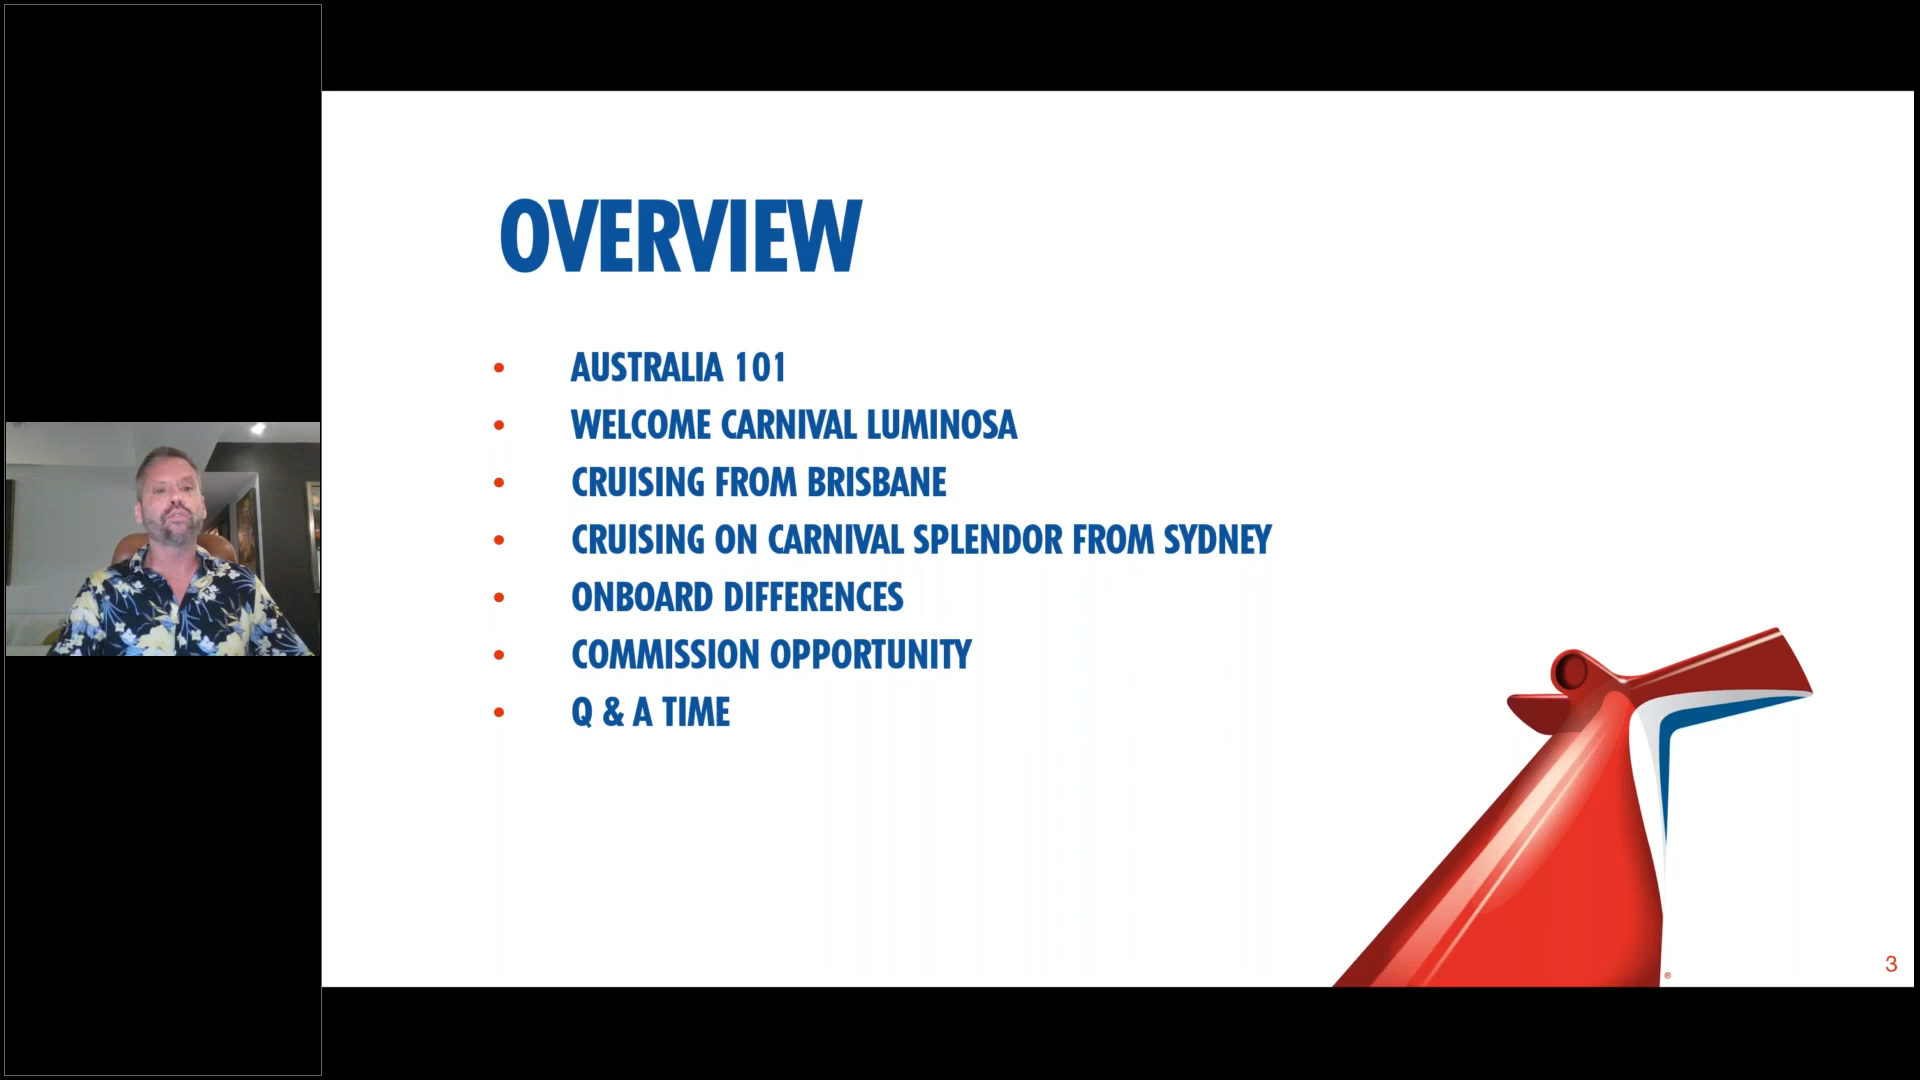 OVERVIEW
• AUSTRALIA 101
• WELCOME CARNIVAL LUMINOSA
• CRUISING FROM BRISBANE
• CRUISING ON CARNIVAL SPLENDOR FROM SYDNEY
• ONBOARD DIFFERENCES
• COMMISSION OPPORTUNITY
• Q & A TIME
®
3